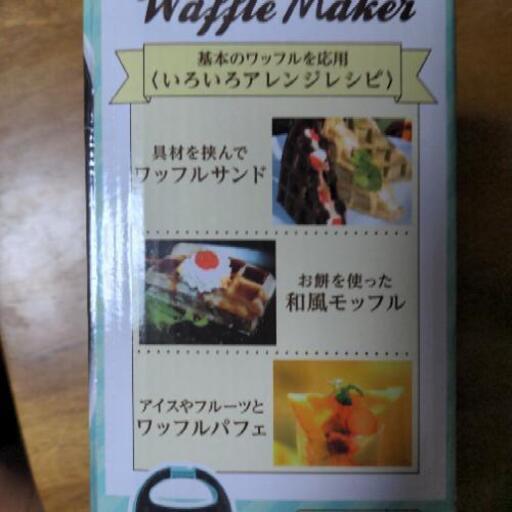 Waffle Maker
基本のワッフルを応用
〈いろいろアレンジレシピ〉
具材を挟んで
ワッフルサンド
お餅を使った
和風モッフル
アイスやフルーツと
ワッフルパフェ